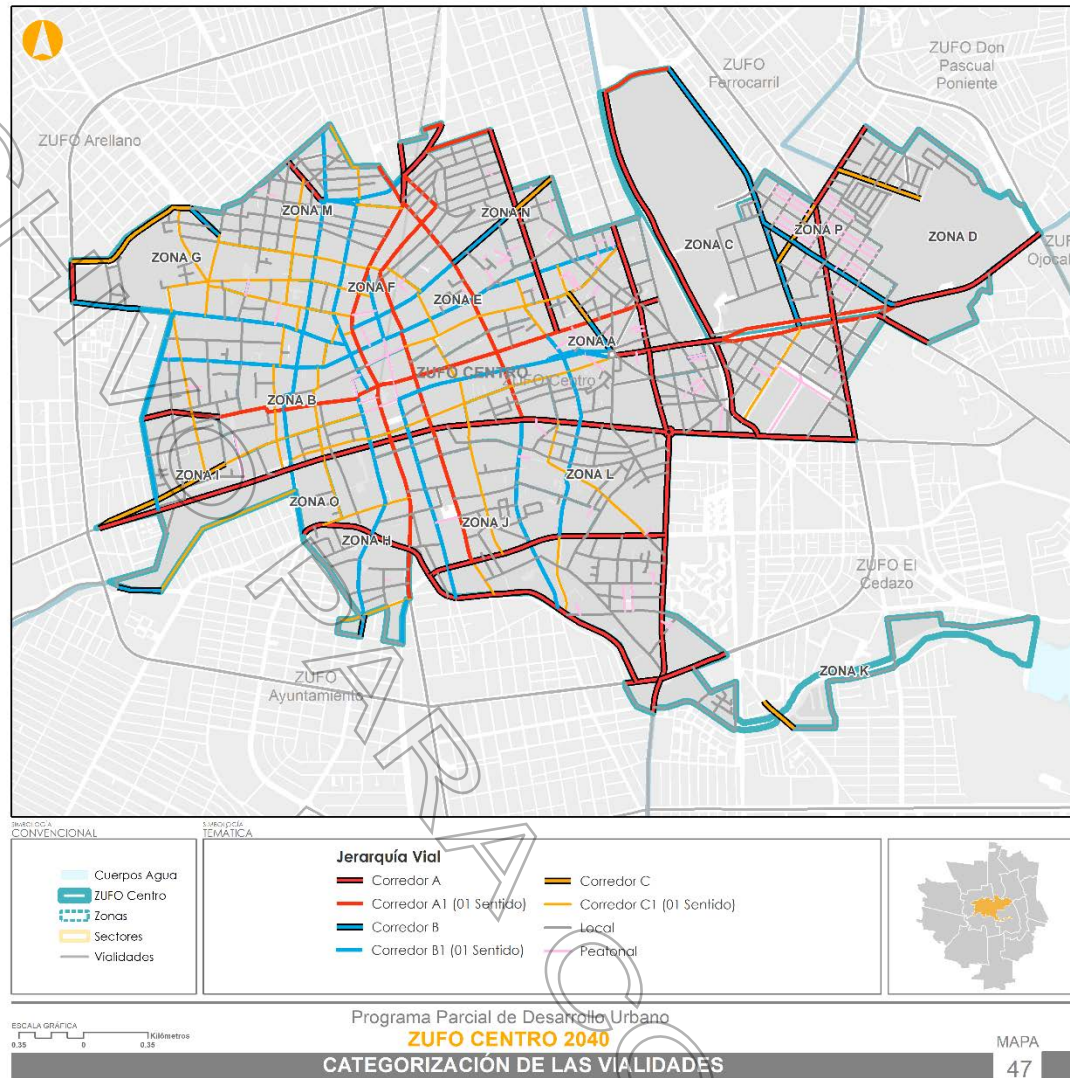 ZUFO Don
Pascual
Poniente
ZUFO
Ferrocarril
ZUFO Arellano
ZONA M
ZONA N
ZONA P
ZONA C
ZONA D
ZUFO
Ojocal
ZONA G
ZONA F
ZONA E
ZONA A
ZUFO CENTRO
ZUFO Centro
ZONA B
ZONA I
ZONA L
ZONA O
ZONA J
ZONA H
ZUFO El
Cedazo
ZUFO
Ayuntamiento
ZONA K
SIMBOLOGÍA
CONVENCIONAL
Cuerpos Agua
ZUFO Centro
Zonas
Sectores
Vialidades
SIMBOLOGÍA
TEMÁTICA
Jerarquía Vial
Corredor A
Corredor A1 (01 Sentido)
Corredor B
Corredor B1 (01 Sentido)
Corredor C
Corredor C1 (01 Sentido)
Local
Peatonal
ESCALA GRÁFICA
Kilómetros
0.35 0 0.35
Programa Parcial de Desarrollo Urbano
ZUFO CENTRO 2040
CATEGORIZACIÓN DE LAS VIALIDADES
MAPA
47